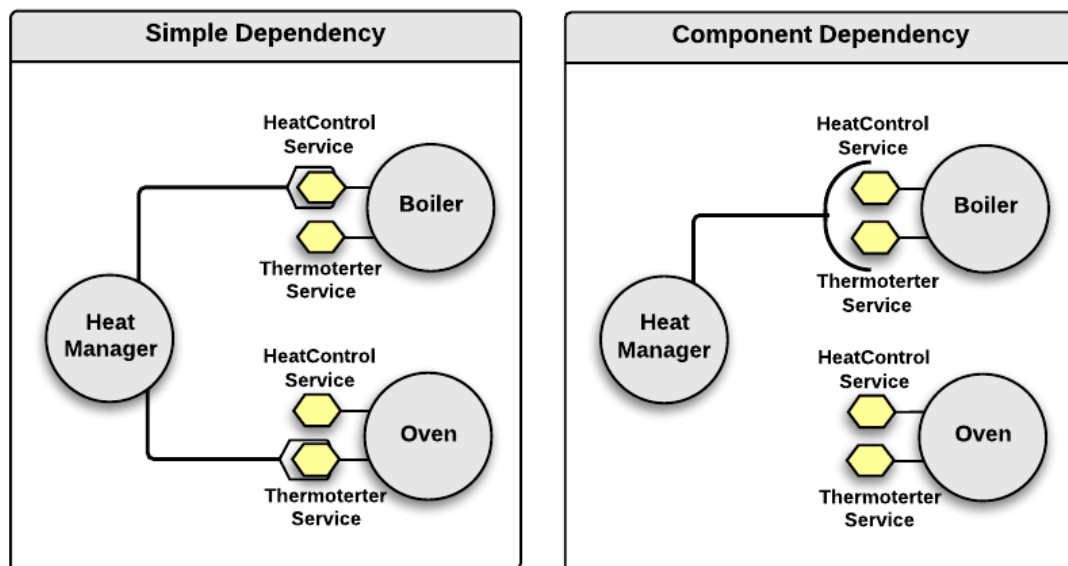 Simple Dependency
HeatControl
Service
Boiler
Thermoterter
Service
Heat
Manager
HeatControl
Service
Oven
Thermoterter
Service
Component Dependency
HeatControl
Service
Boiler
Thermoterter
Service
Heat
Manager
HeatControl
Service
Oven
Thermoterter
Service